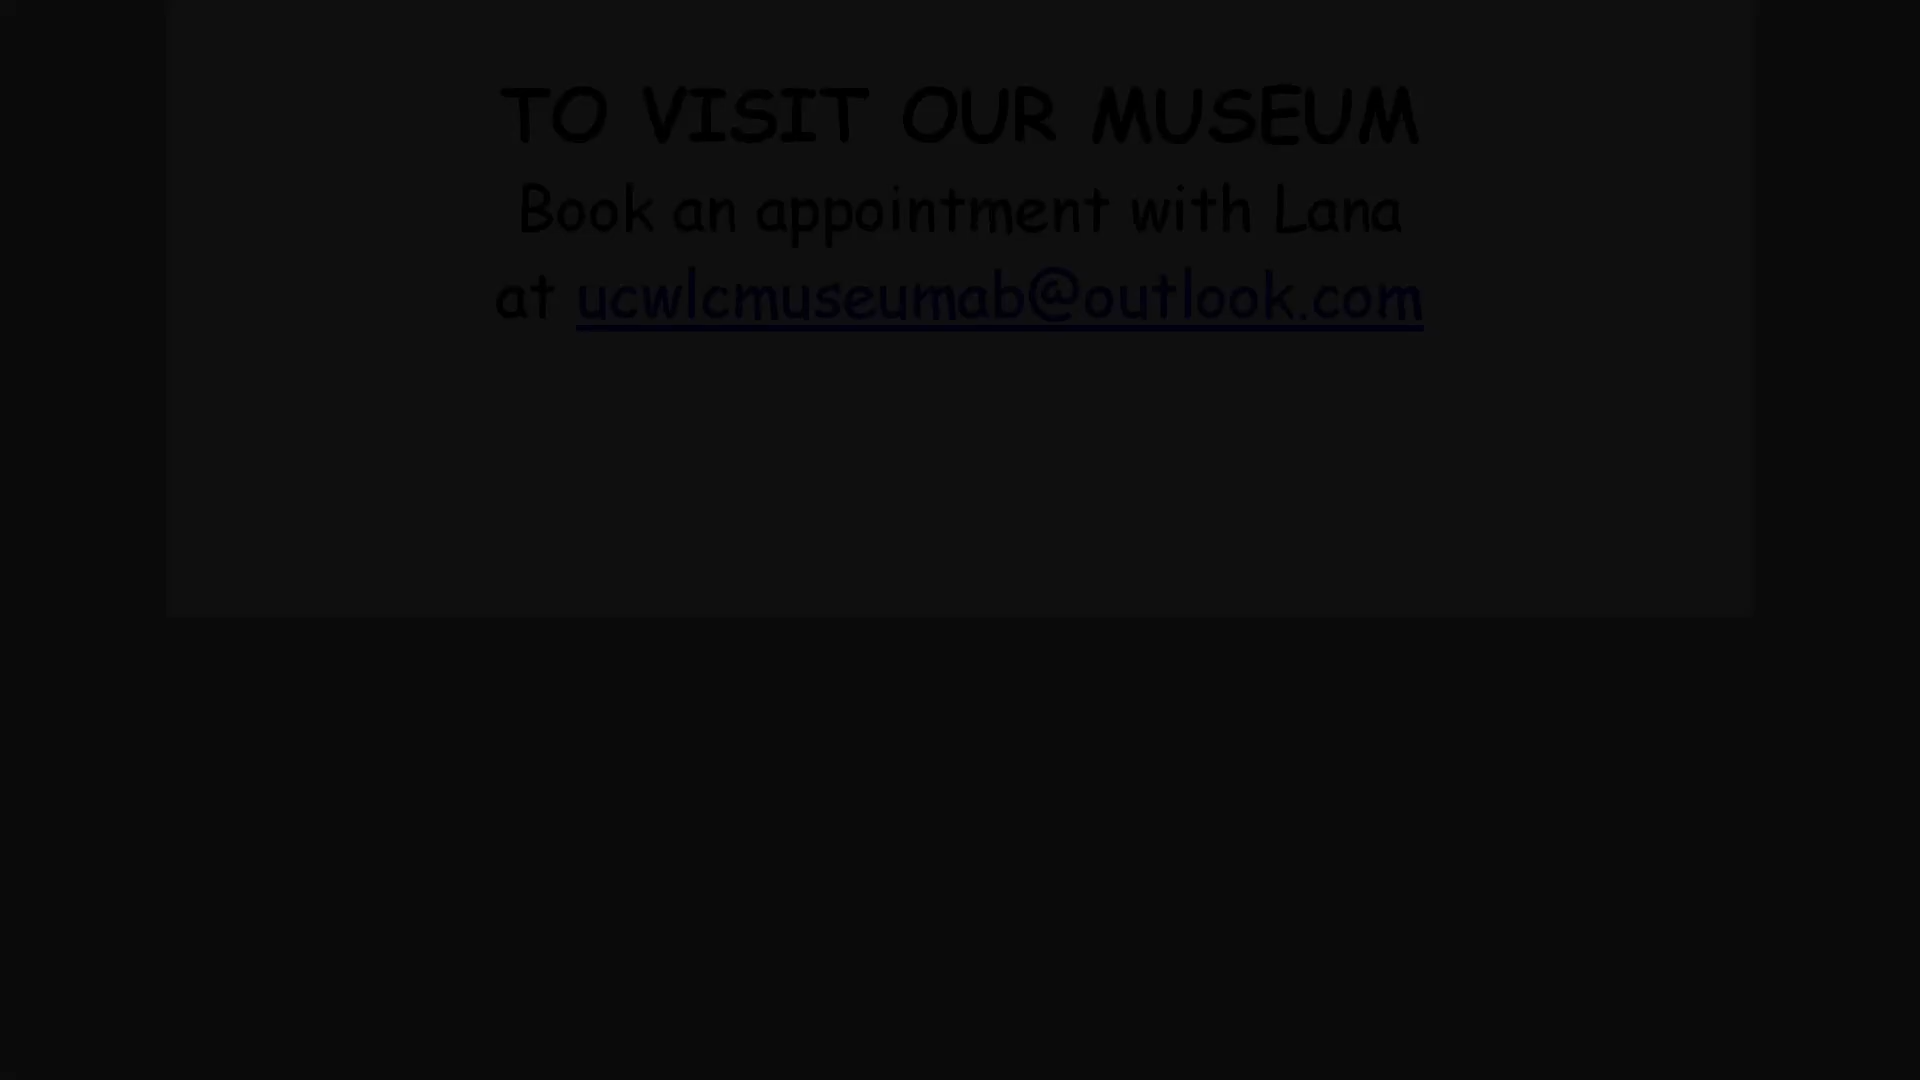 TO VISIT OUR MUSEUM
Book an appointment with Lana
at ucwlcmuseumab@outlook.com